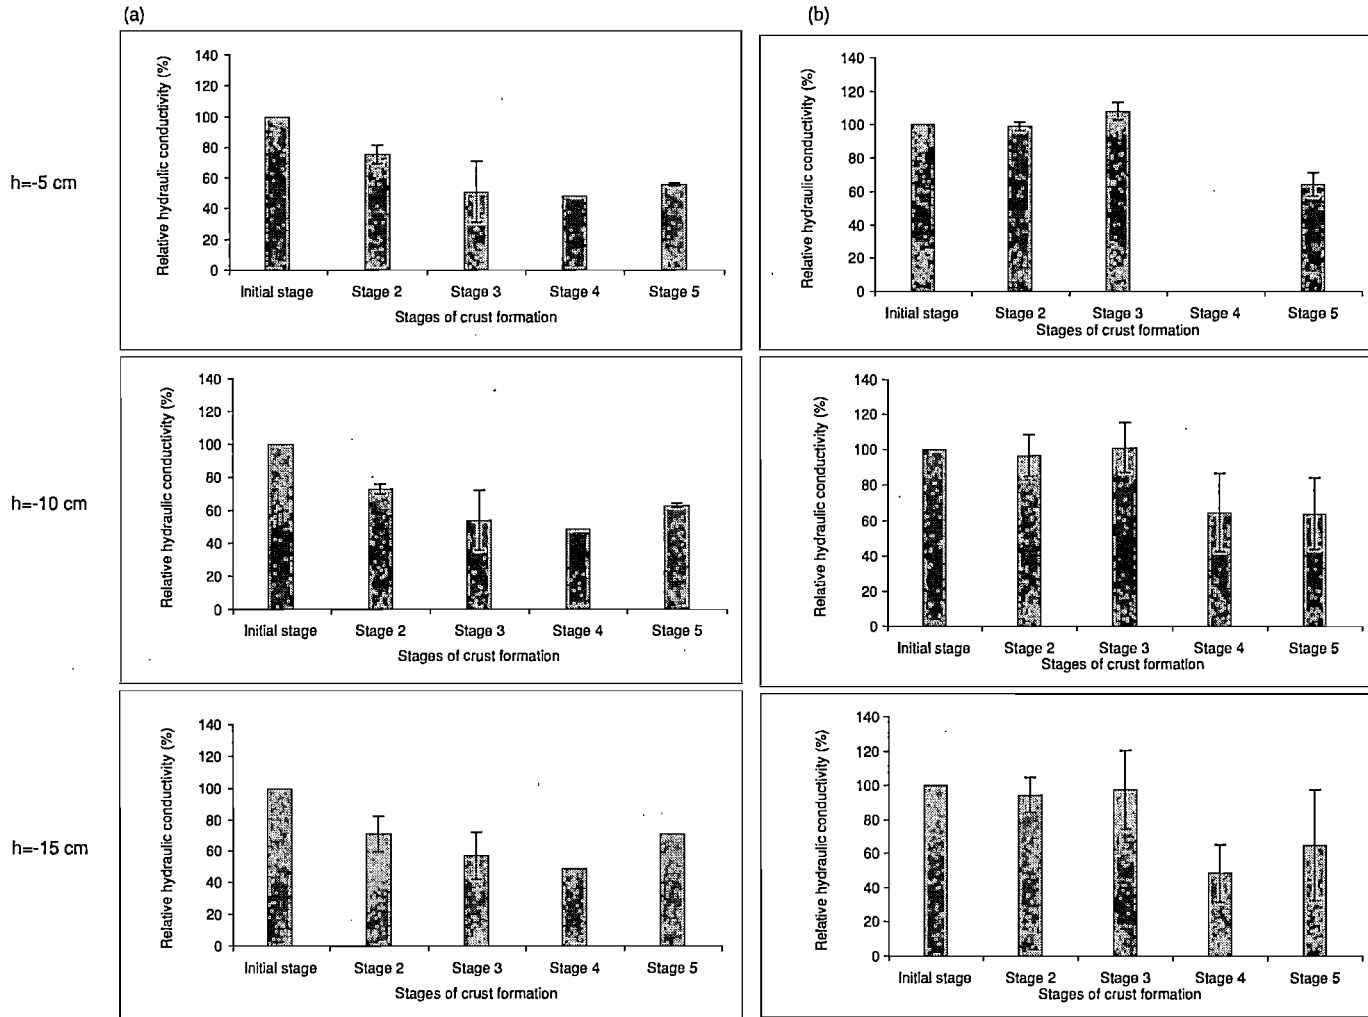 (a)
(b)
h=-5 cm
Relative hydraulic conductivity (%)
140
120
100
80
60
40
20
0
Initial stage Stage 2 Stage 3 Stage 4 Stage 5
Stages of crust formation
Relative hydraulic conductivity (%)
140
120
100
80
60
40
20
0
Initial stage Stage 2 Stage 3 Stage 4 Stage 5
Stages of crust formation
h=-10 cm
Relative hydraulic conductivity (%)
140
120
100
80
60
40
20
0
Initial stage Stage 2 Stage 3 Stage 4 Stage 5
Stages of crust formation
Relative hydraulic conductivity (%)
140
120
100
80
60
40
20
0
Initial stage Stage 2 Stage 3 Stage 4 Stage 5
Stages of crust formation
h=-15 cm
Relative hydraulic conductivity (%)
140
120
100
80
60
40
20
0
Initial stage Stage 2 Stage 3 Stage 4 Stage 5
Stages of crust formation
Relative hydraulic conductivity (%)
140
120
100
80
60
40
20
0
Initial stage Stage 2 Stage 3 Stage 4 Stage 5
Stages of crust formation